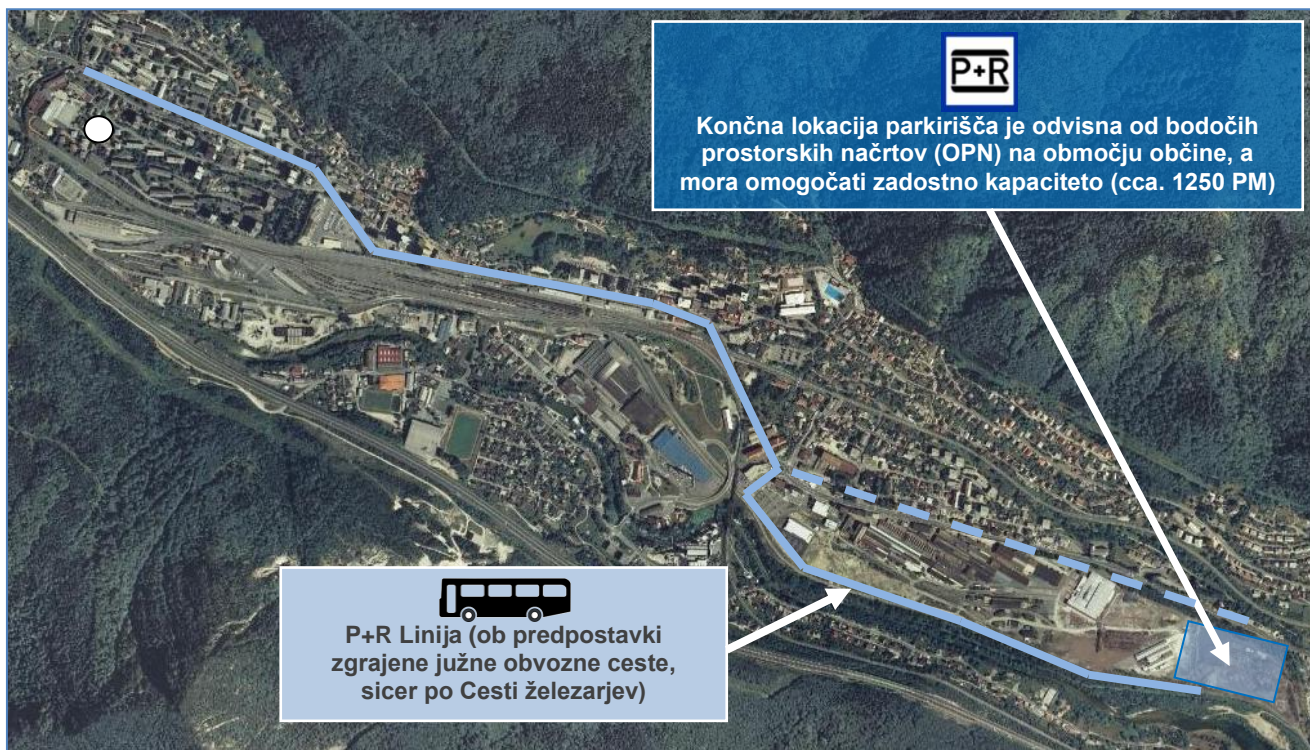 P+R
Končna lokacija parkirišča je odvisna od bodočih
prostorskih načrtov (OPN) na območju občine, a
mora omogočati zadostno kapaciteto (cca. 1250 PM)
P+R Linija (ob predpostavki
zgrajene južne obvozne ceste,
sicer po Cesti železarjev)